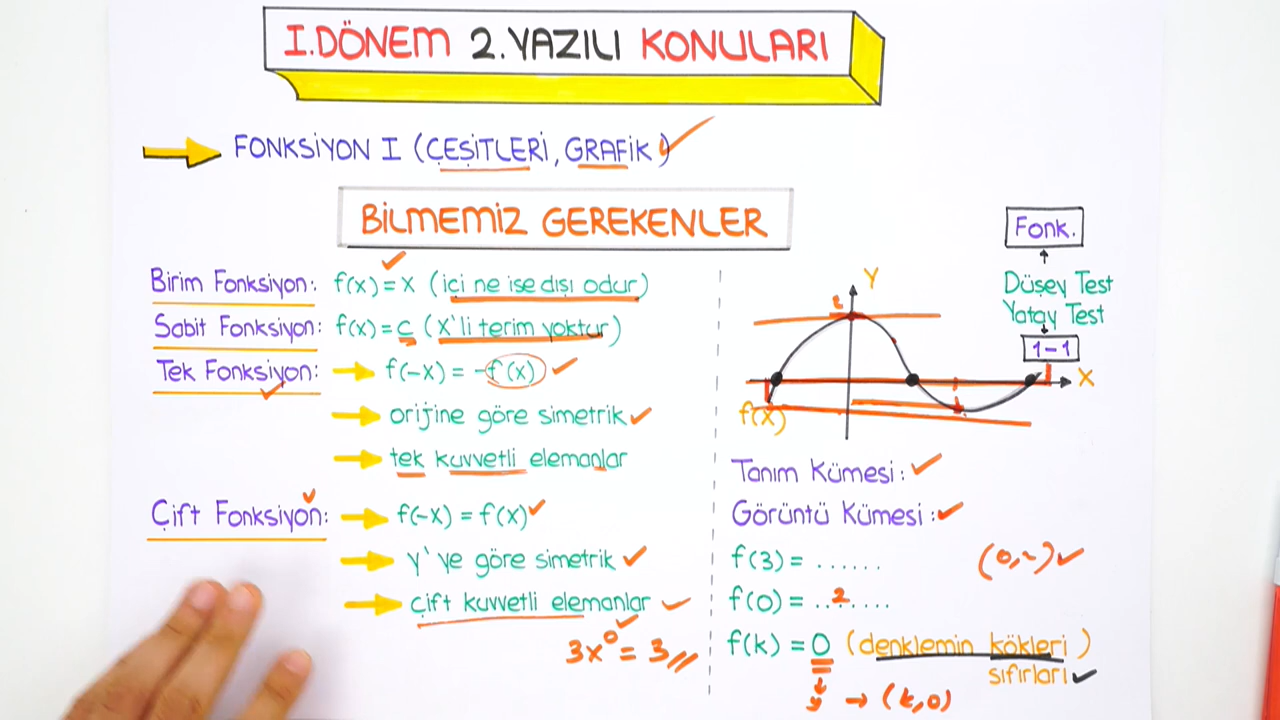 I.DÖNEM 2.YAZILI KONULARI
FONKSİYON I (ÇEŞİTLERİ, GRAFİK)
BİLMEMİZ GEREKENLER
Birim Fonksiyon: f(x) = x (içi ne ise dışı odur)
Sabit Fonksiyon: f(x) = c (x'li terim yoktur)
Tek Fonksiyon: f(-x) = -f(x)
orijine göre simetrik
tek kuvvetli elemanlar
Çift Fonksiyon: f(-x) = f(x)
y'ye göre simetrik
çift kuvvetli elemanlar
3x⁰ = 3
Fonk.
Düşey Test
Yatay Test
1-1
Y
X
f(x)
Tanım Kümesi:
Görüntü Kümesi:
f(3) = ......
f(0) = ...2....
f(k) = 0 (denklemin kökleri)
sıfırları
y → (k,0)